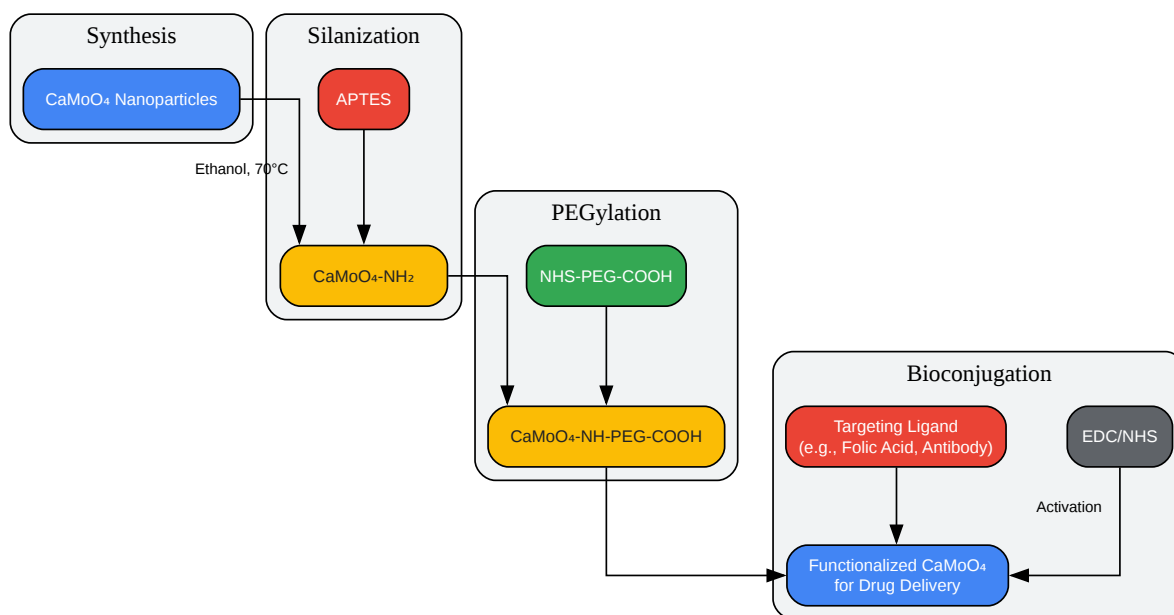 Synthesis
CaMoO₄ Nanoparticles
Silanization
APTES
Ethanol, 70°C
CaMoO₄-NH₂
PEGylation
NHS-PEG-COOH
CaMoO₄-NH-PEG-COOH
Bioconjugation
Targeting Ligand
(e.g., Folic Acid, Antibody)
EDC/NHS
Activation
Functionalized CaMoO₄
for Drug Delivery